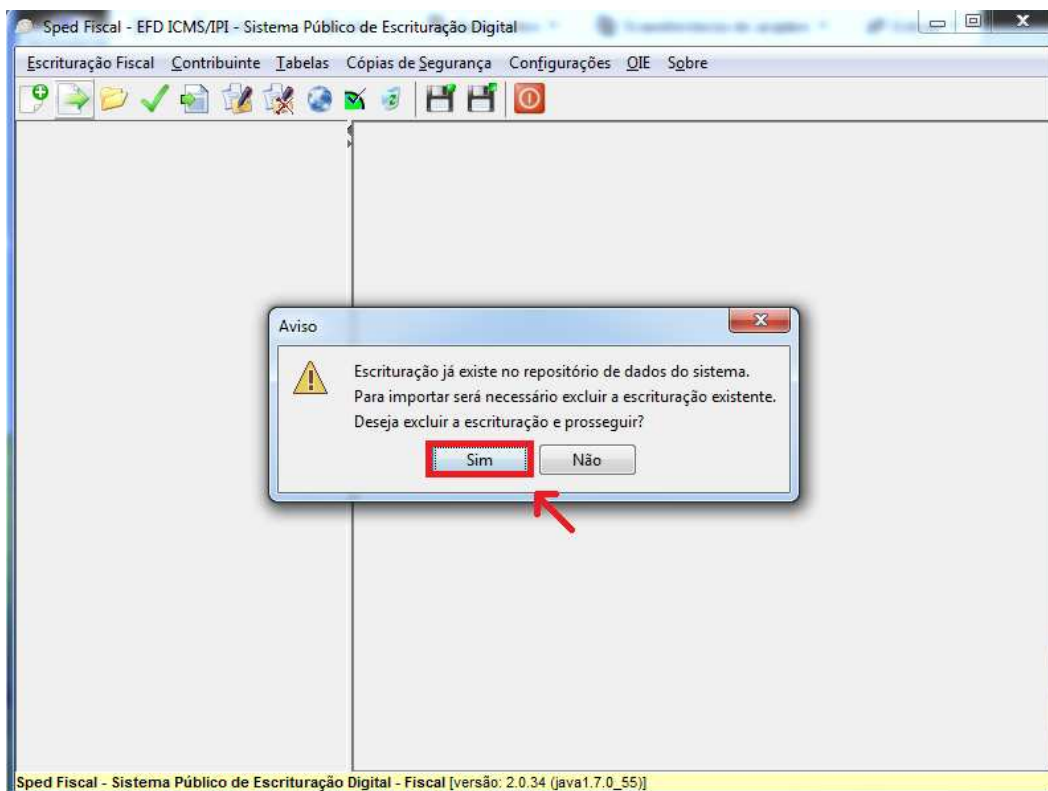 Sped Fiscal - EFD ICMS/IPI - Sistema Público de Escrituração Digital
Escrituração Fiscal Contribuinte Tabelas Cópias de Segurança Configurações OIE Sobre
Aviso
Escrituração já existe no repositório de dados do sistema.
Para importar será necessário excluir a escrituração existente.
Deseja excluir a escrituração e prosseguir?
Sim Não
Sped Fiscal - Sistema Público de Escrituração Digital - Fiscal [versão: 2.0.34 (java1.7.0_55)]